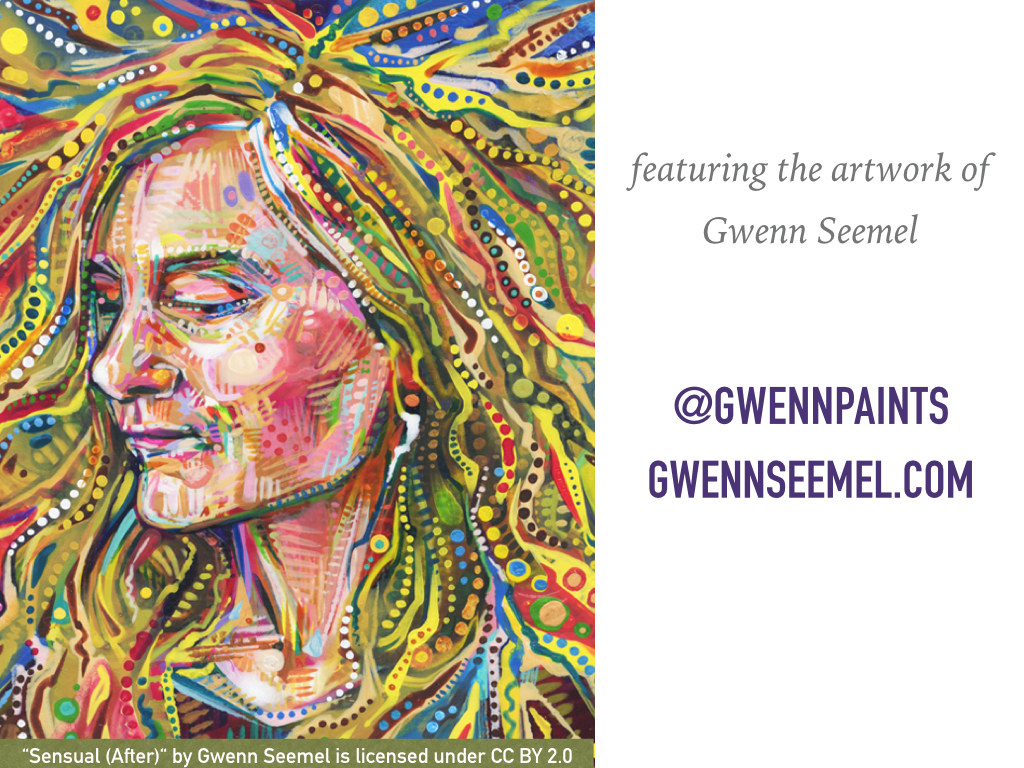 featuring the artwork of
Gwenn Seemel
@GWENNPAINTS
GWENNSEEMEL.COM
“Sensual (After)“ by Gwenn Seemel is licensed under CC BY 2.0